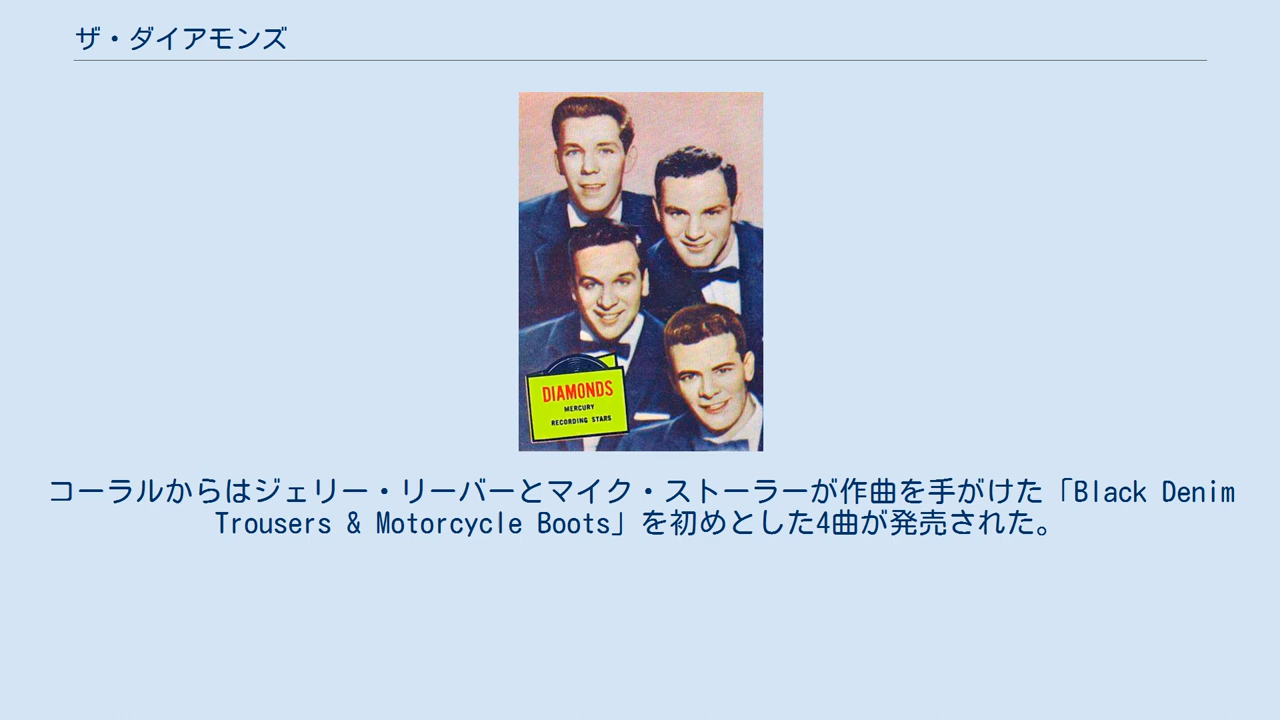 ザ・ダイアモンズ
DIAMONDS
MERCURY
RECORDING STARS
コーラルからはジェリー・リーバーとマイク・ストーラーが作曲を手がけた「Black Denim
Trousers & Motorcycle Boots」を初めとした4曲が発売された。